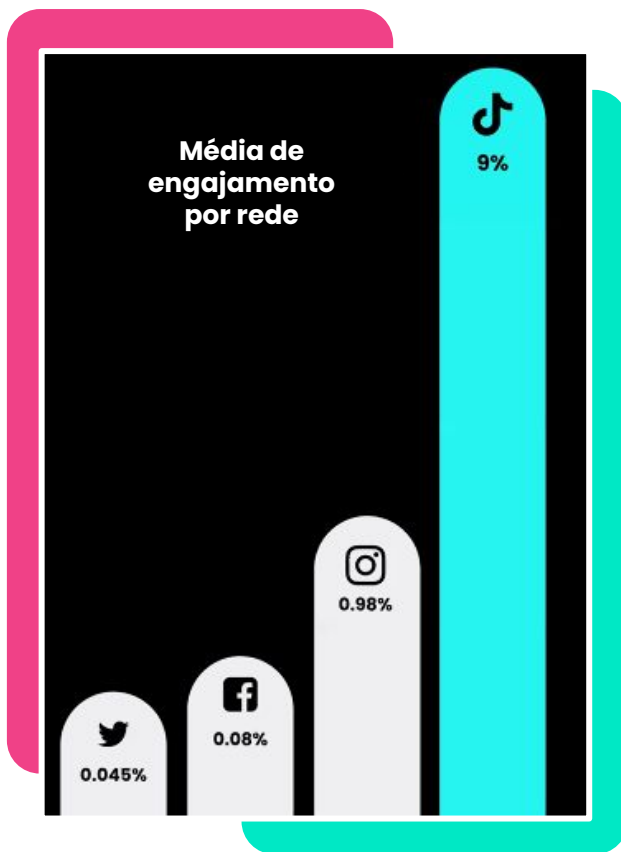 Média de
engajamento
por rede
9%
0.98%
0.08%
0.045%